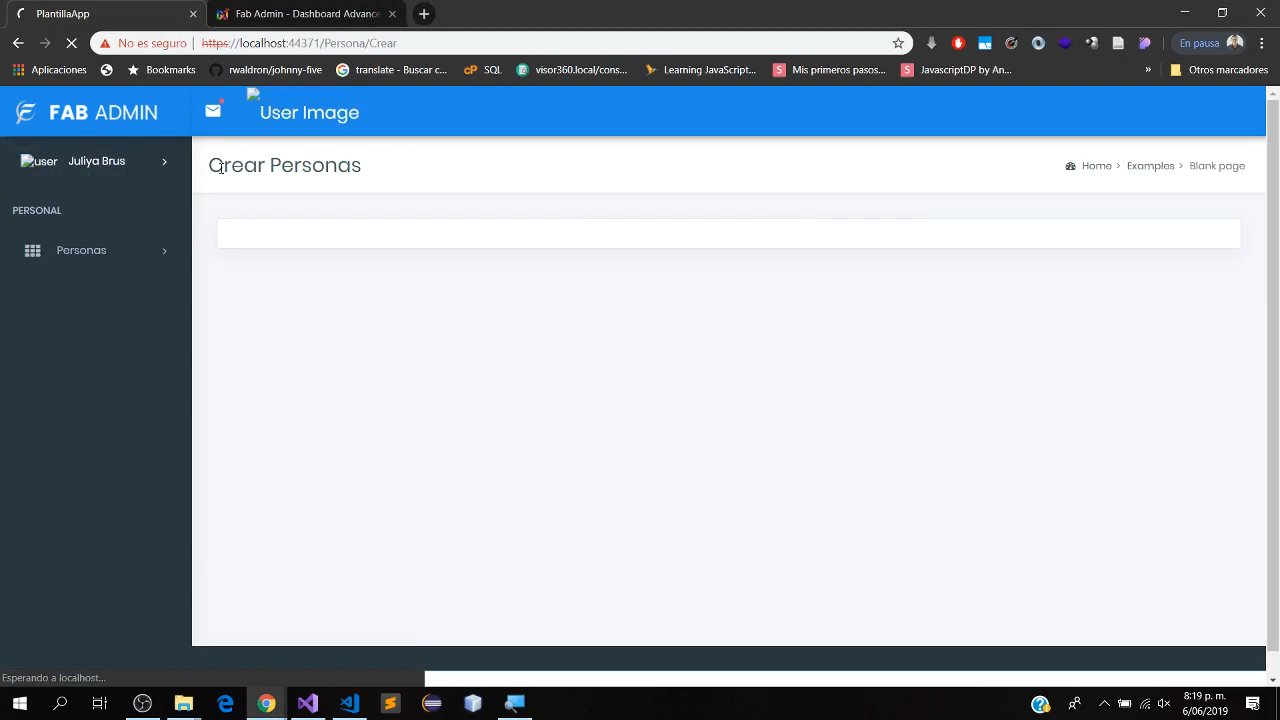 PlantillaApp
Fab Admin - Dashboard Advance
No es seguro
https://localhost:44371/Persona/Crear
En pausa
Aplicaciones
Bookmarks
rwaldron/johnny-five
translate - Buscar c...
cP SQL
visor360.local/cons...
Learning JavaScript...
S Mis primeros pasos...
S JavascriptDP by An...
»
Otros marcadores
FAB ADMIN
User Image
user Juliya Brus
Crear Personas
Home > Examples > Blank page
PERSONAL
Personas
Esperando a localhost...
8:19 p. m.
6/06/2019